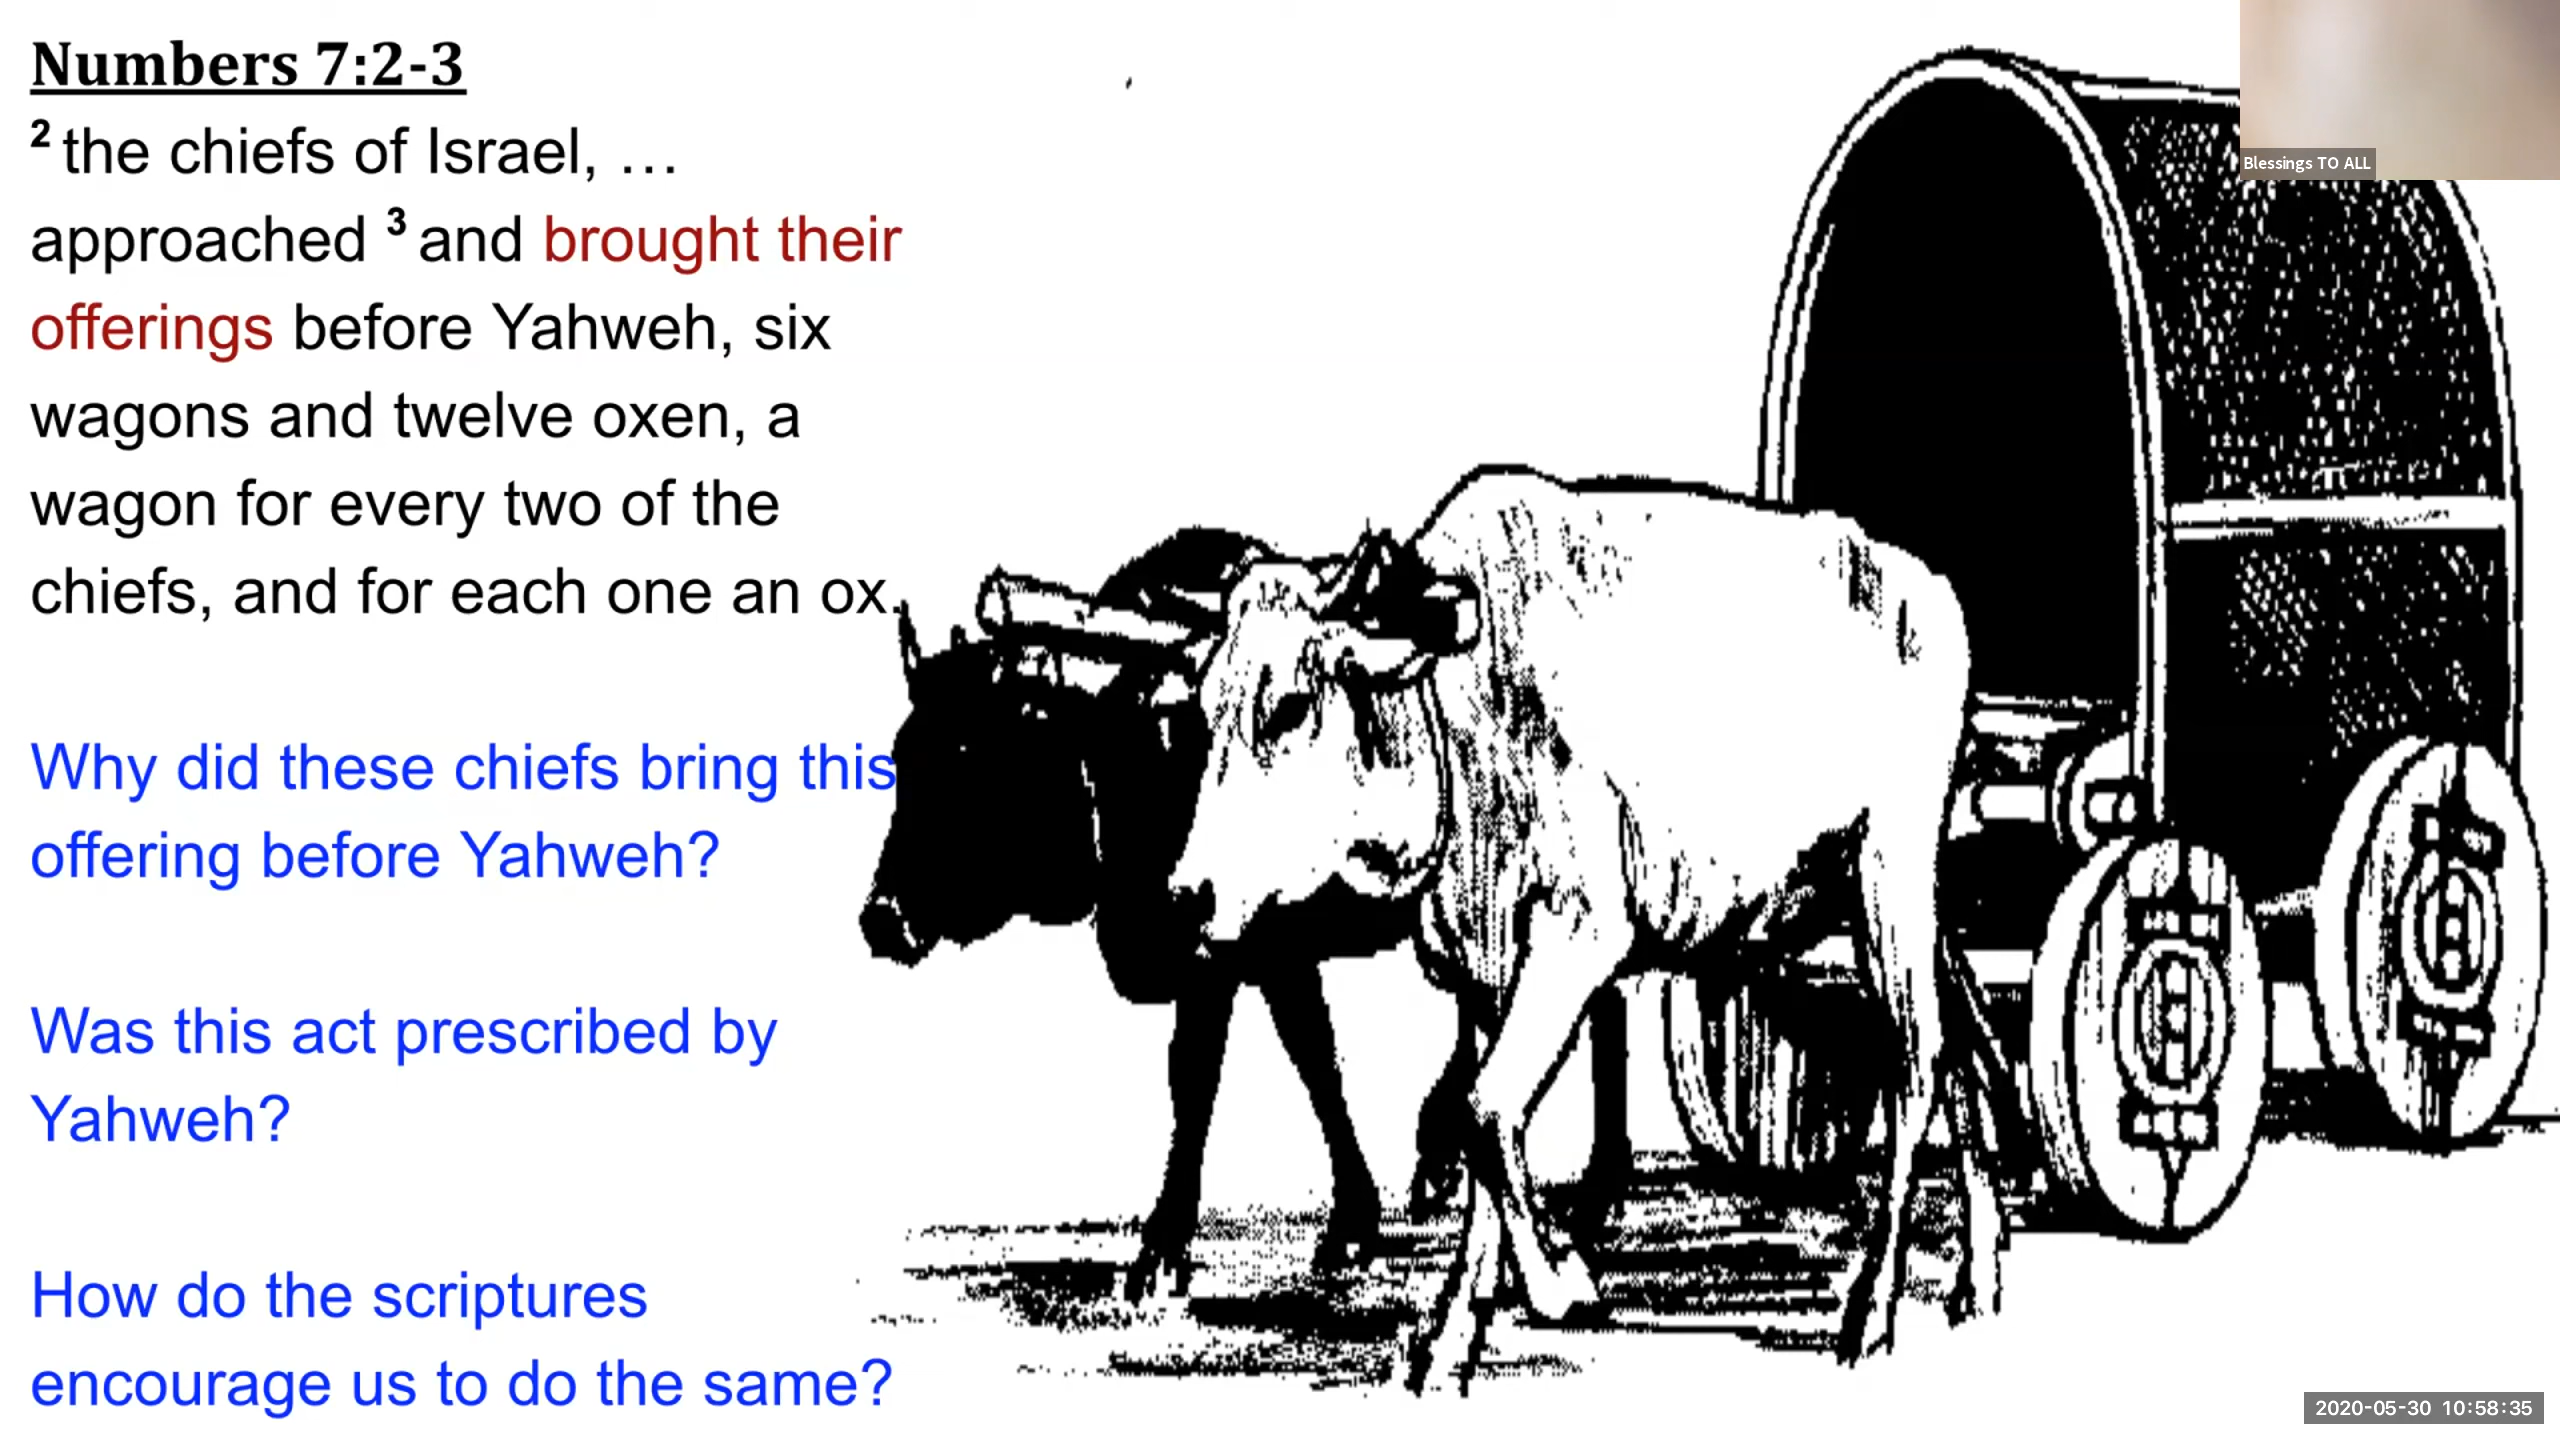 Numbers 7:2-3
2 the chiefs of Israel, …
approached 3 and brought their
offerings before Yahweh, six
wagons and twelve oxen, a
wagon for every two of the
chiefs, and for each one an ox.
Why did these chiefs bring this
offering before Yahweh?
Was this act prescribed by
Yahweh?
How do the scriptures
encourage us to do the same?
Blessings TO ALL
2020-05-30 10:58:35